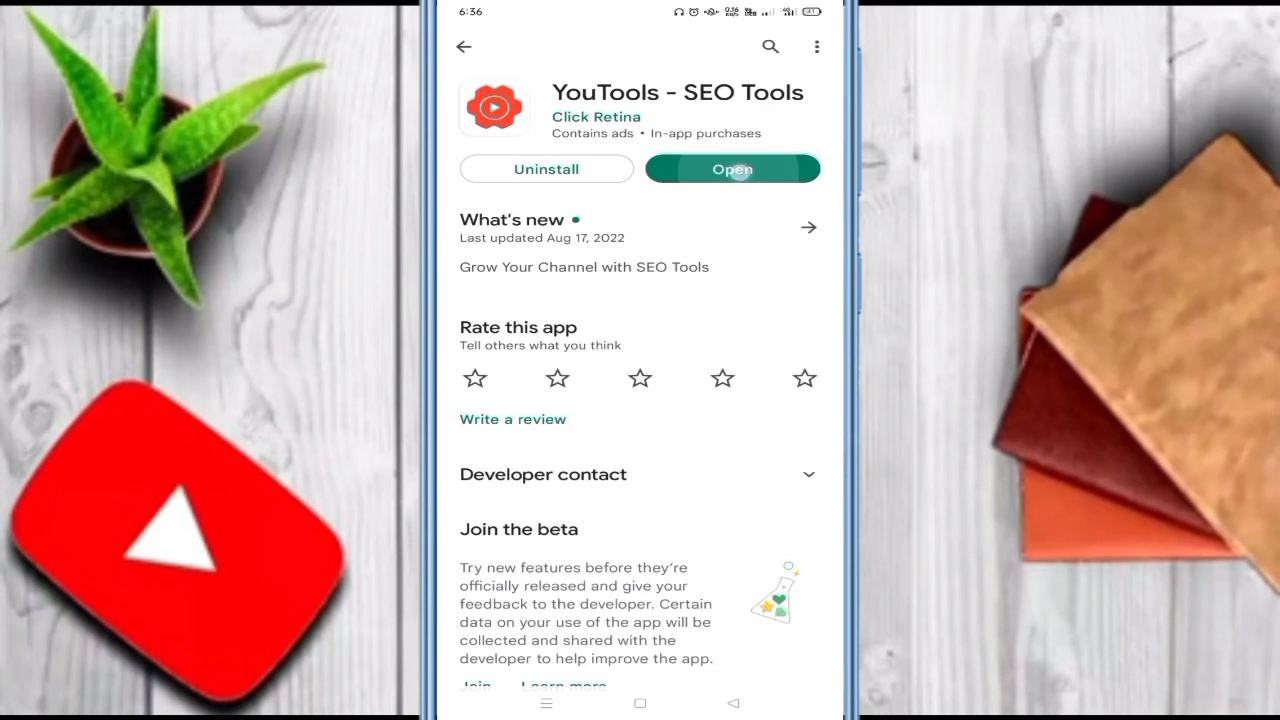 6:36
YouTools - SEO Tools
Click Retina
Contains ads • In-app purchases
Uninstall
Open
What's new •
Last updated Aug 17, 2022
Grow Your Channel with SEO Tools
Rate this app
Tell others what you think
Write a review
Developer contact
Join the beta
Try new features before they're
officially released and give your
feedback to the developer. Certain
data on your use of the app will be
collected and shared with the
developer to help improve the app.
Join Learn more